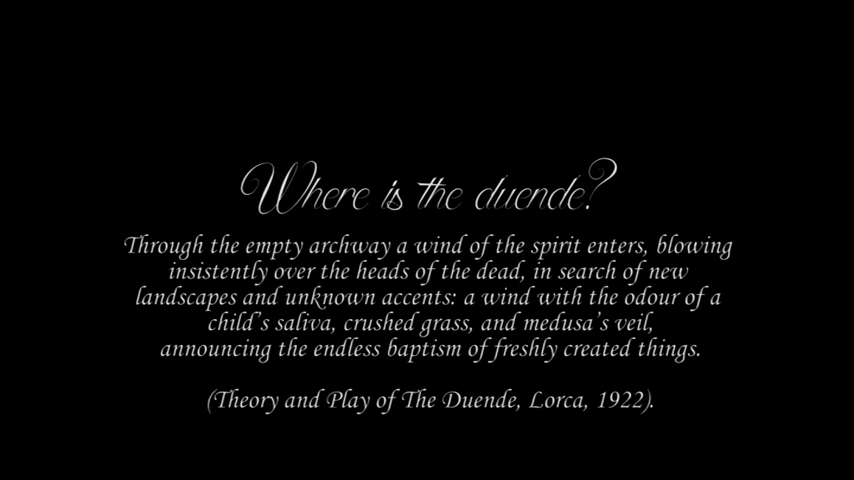 Where is the duende?
Through the empty archway a wind of the spirit enters, blowing
insistently over the heads of the dead, in search of new
landscapes and unknown accents: a wind with the odour of a
child's saliva, crushed grass, and medusa's veil,
announcing the endless baptism of freshly created things.
(Theory and Play of The Duende, Lorca, 1922).